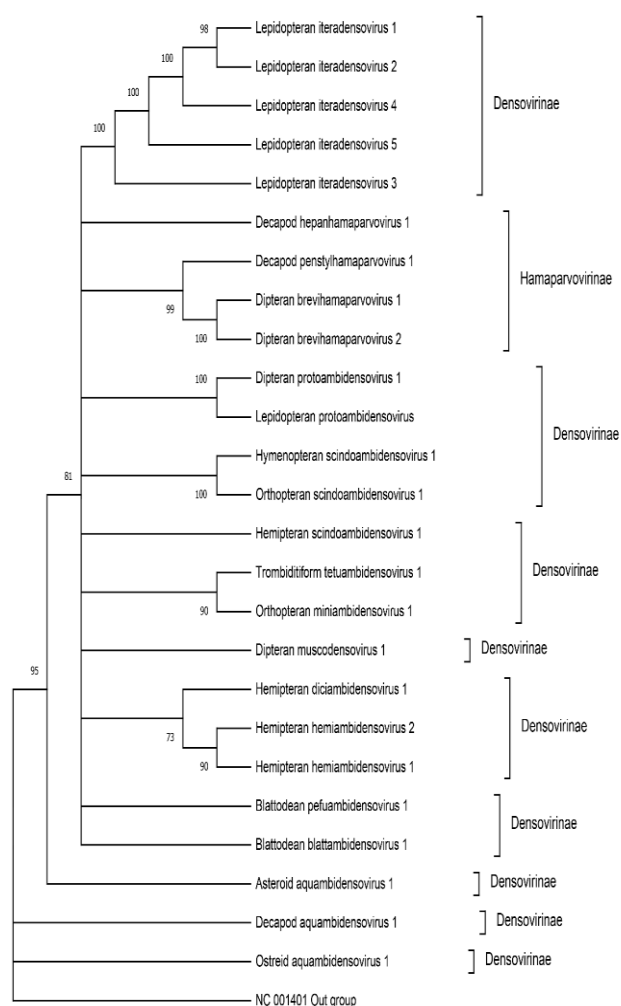 98
Lepidopteran iteradensovirus 1
Lepidopteran iteradensovirus 2
100
Lepidopteran iteradensovirus 4
100
Lepidopteran iteradensovirus 5
100
Lepidopteran iteradensovirus 3
Densovirinae
Decapod hepanhamaparvovirus 1
Decapod penstylhamaparvovirus 1
99
Dipteran brevihamaparvovirus 1
100
Dipteran brevihamaparvovirus 2
Hamaparvovirinae
100
Dipteran protoambidensovirus 1
Lepidopteran protoambidensovirus
Hymenopteran scindoambidensovirus 1
100
Orthopteran scindoambidensovirus 1
Densovirinae
81
Hemipteran scindoambidensovirus 1
Trombiditiform tetuambidensovirus 1
90
Orthopteran miniambidensovirus 1
Densovirinae
Dipteran muscodensovirus 1
Densovirinae
95
Hemipteran diciambidensovirus 1
73
Hemipteran hemiambidensovirus 2
90
Hemipteran hemiambidensovirus 1
Densovirinae
Blattodean pefuambidensovirus 1
Blattodean blattambidensovirus 1
Densovirinae
Asteroid aquambidensovirus 1
Densovirinae
Decapod aquambidensovirus 1
Densovirinae
Ostreid aquambidensovirus 1
Densovirinae
NC 001401 Out group